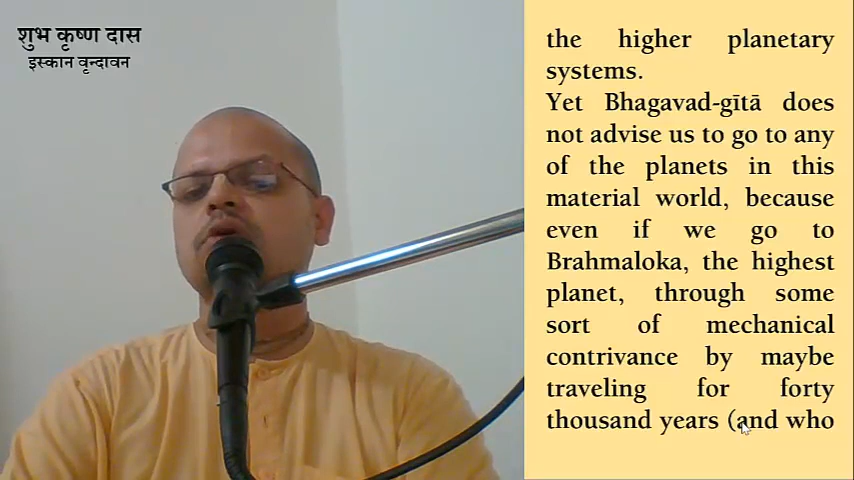 शुभ कृष्ण दास
इस्कान वृन्दावन
the higher planetary
systems.
Yet Bhagavad-gītā does
not advise us to go to any
of the planets in this
material world, because
even if we go to
Brahmaloka, the highest
planet, through some
sort of mechanical
contrivance by maybe
traveling for forty
thousand years (and who